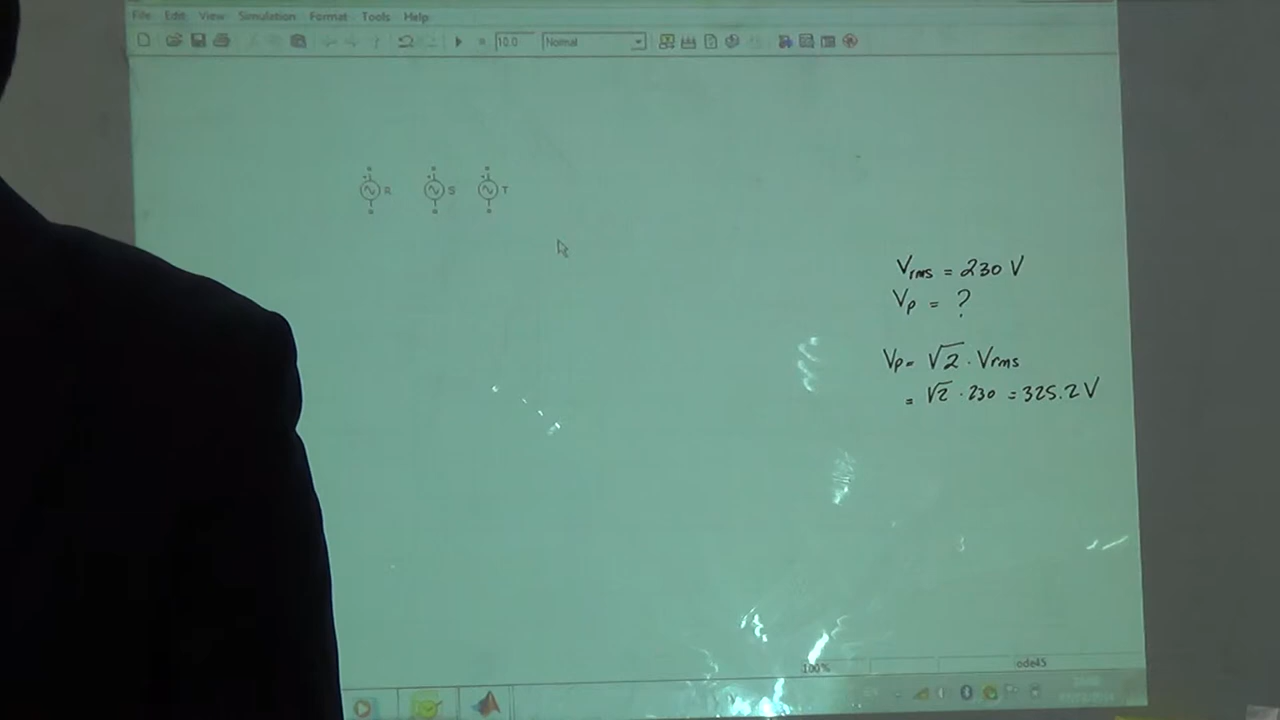 File Edit View Simulation Format Tools Help
10.0 Normal
R S T
Vrms = 230 V
Vp = ?
Vp= √2 . Vrms
= √2 . 230 = 325.2 V
100% ode45